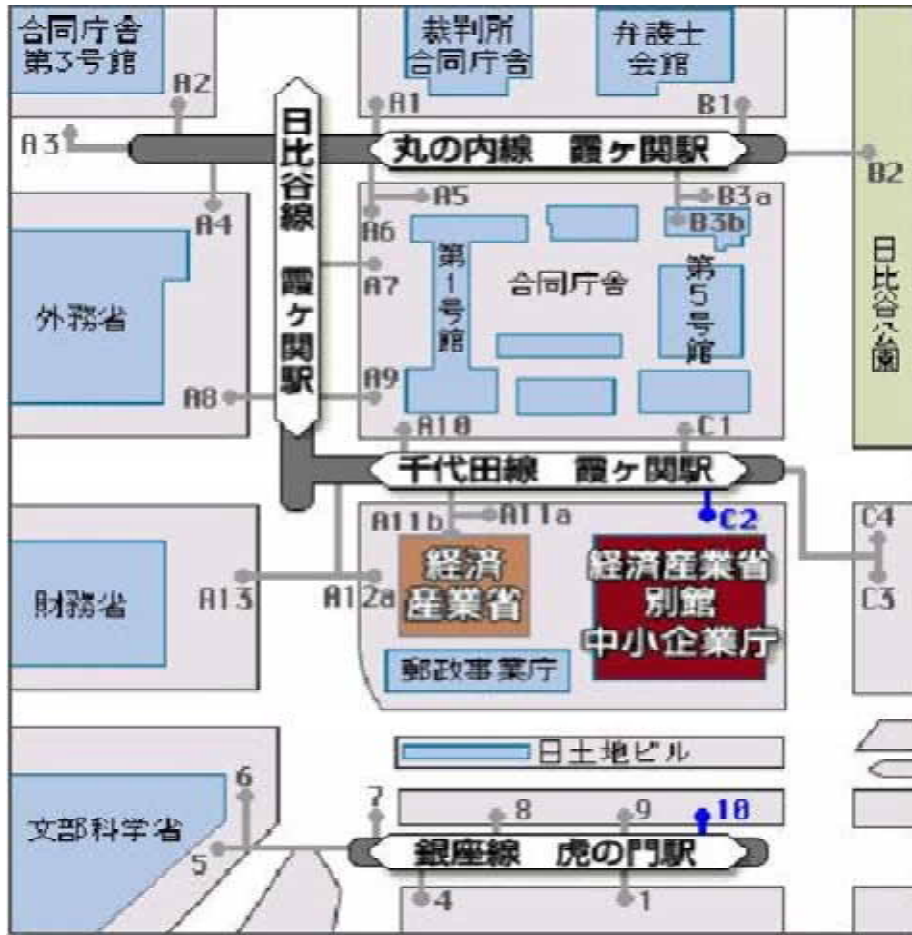 合同庁舎
第3号館
裁判所
合同庁舎
弁護士
会館
A2
A1
B1
A3
丸の内線 霞ヶ関駅
B2
日比谷線 霞ヶ関駅
A4
A5
A6
B3a
B3b
A7
外務省
第1号館
合同庁舎
第5号館
日比谷公園
A8
A9
A10
C1
千代田線 霞ヶ関駅
A11b
A11a
C2
C4
経済
産業省
経済産業省
別館
中小企業庁
財務省
A13
A12a
C3
郵政事業庁
日土地ビル
文部科学省
6
5
7
8
9
10
銀座線 虎の門駅
4
1